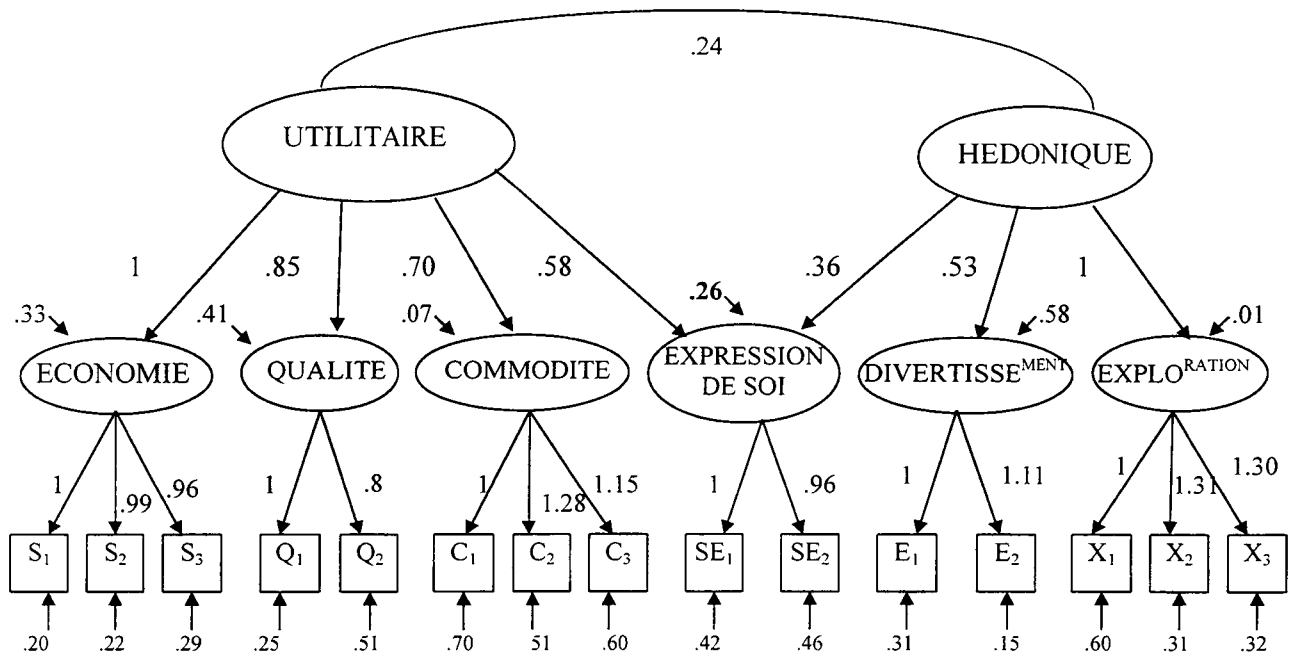 .24
UTILITAIRE
HEDONIQUE
1 .85 .70 .58 .36 .53 1
.33 .41 .07 .26 .58 .01
ECONOMIE QUALITE COMMODITE EXPRESSION DIVERTISSEMENT EXPLORATION
DE SOI
1 .99 .96 1 .8 1 1.28 1.15 1 .96 1 1.11 1 1.31 1.30
S₁ S₂ S₃ Q₁ Q₂ C₁ C₂ C₃ SE₁ SE₂ E₁ E₂ X₁ X₂ X₃
.20 .22 .29 .25 .51 .70 51 .60 .42 .46 .31 .15 .60 .31 .32